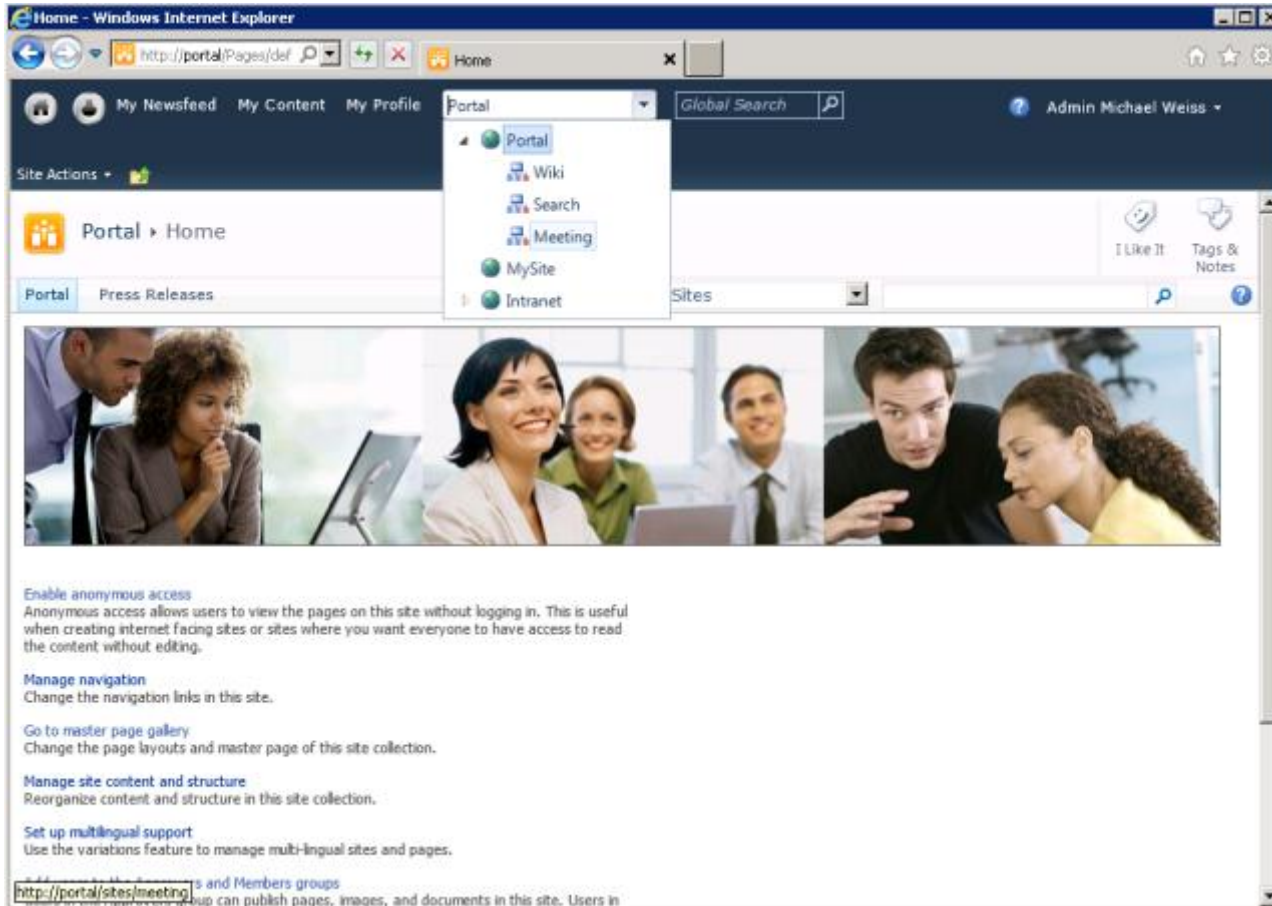 Home - Windows Internet Explorer
http://portal/Pages/def
Home
My Newsfeed My Content My Profile Portal Global Search Admin Michael Weiss
Portal
Site Actions
Wiki
Search
Portal Home
Meeting
I Like It Tags & Notes
MySite
Portal Press Releases
Intranet
Sites
Enable anonymous access
Anonymous access allows users to view the pages on this site without logging in. This is useful
when creating internet facing sites or sites where you want everyone to have access to read
the content without editing.
Manage navigation
Change the navigation links in this site.
Go to master page gallery
Change the page layouts and master page of this site collection.
Manage site content and structure
Reorganize content and structure in this site collection.
Set up multilingual support
Use the variations feature to manage multi-lingual sites and pages.
s and Members groups
http://portal/sites/meeting
up can publish pages, images, and documents in this site. Users in